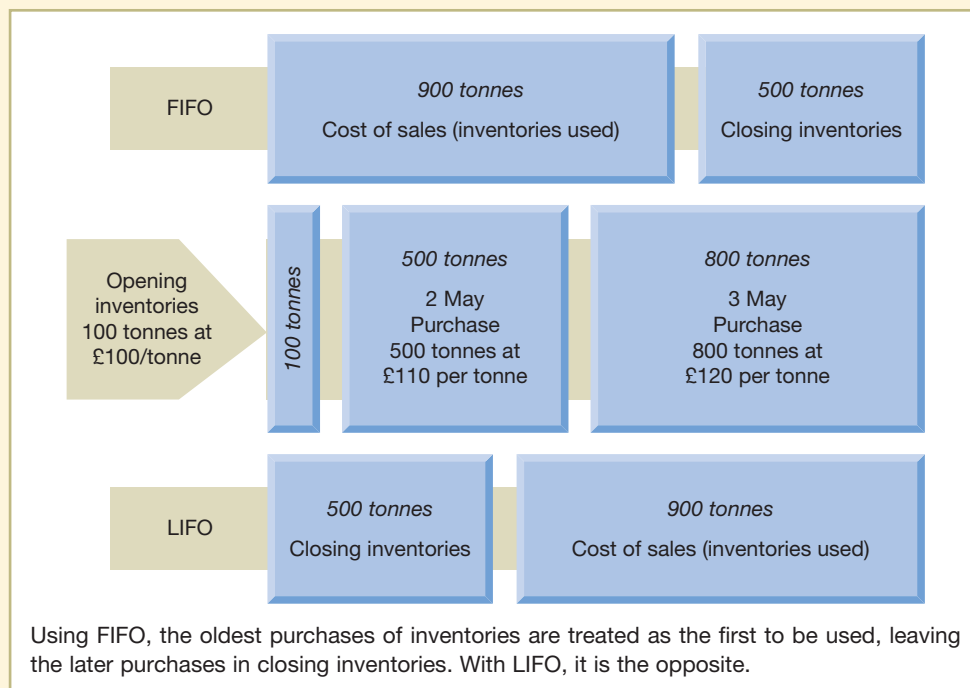 FIFO
900 tonnes
Cost of sales (inventories used)
500 tonnes
Closing inventories
Opening
inventories
100 tonnes at
£100/tonne
100 tonnes
500 tonnes
2 May
Purchase
500 tonnes at
£110 per tonne
800 tonnes
3 May
Purchase
800 tonnes at
£120 per tonne
LIFO
500 tonnes
Closing inventories
900 tonnes
Cost of sales (inventories used)
Using FIFO, the oldest purchases of inventories are treated as the first to be used, leaving
the later purchases in closing inventories. With LIFO, it is the opposite.